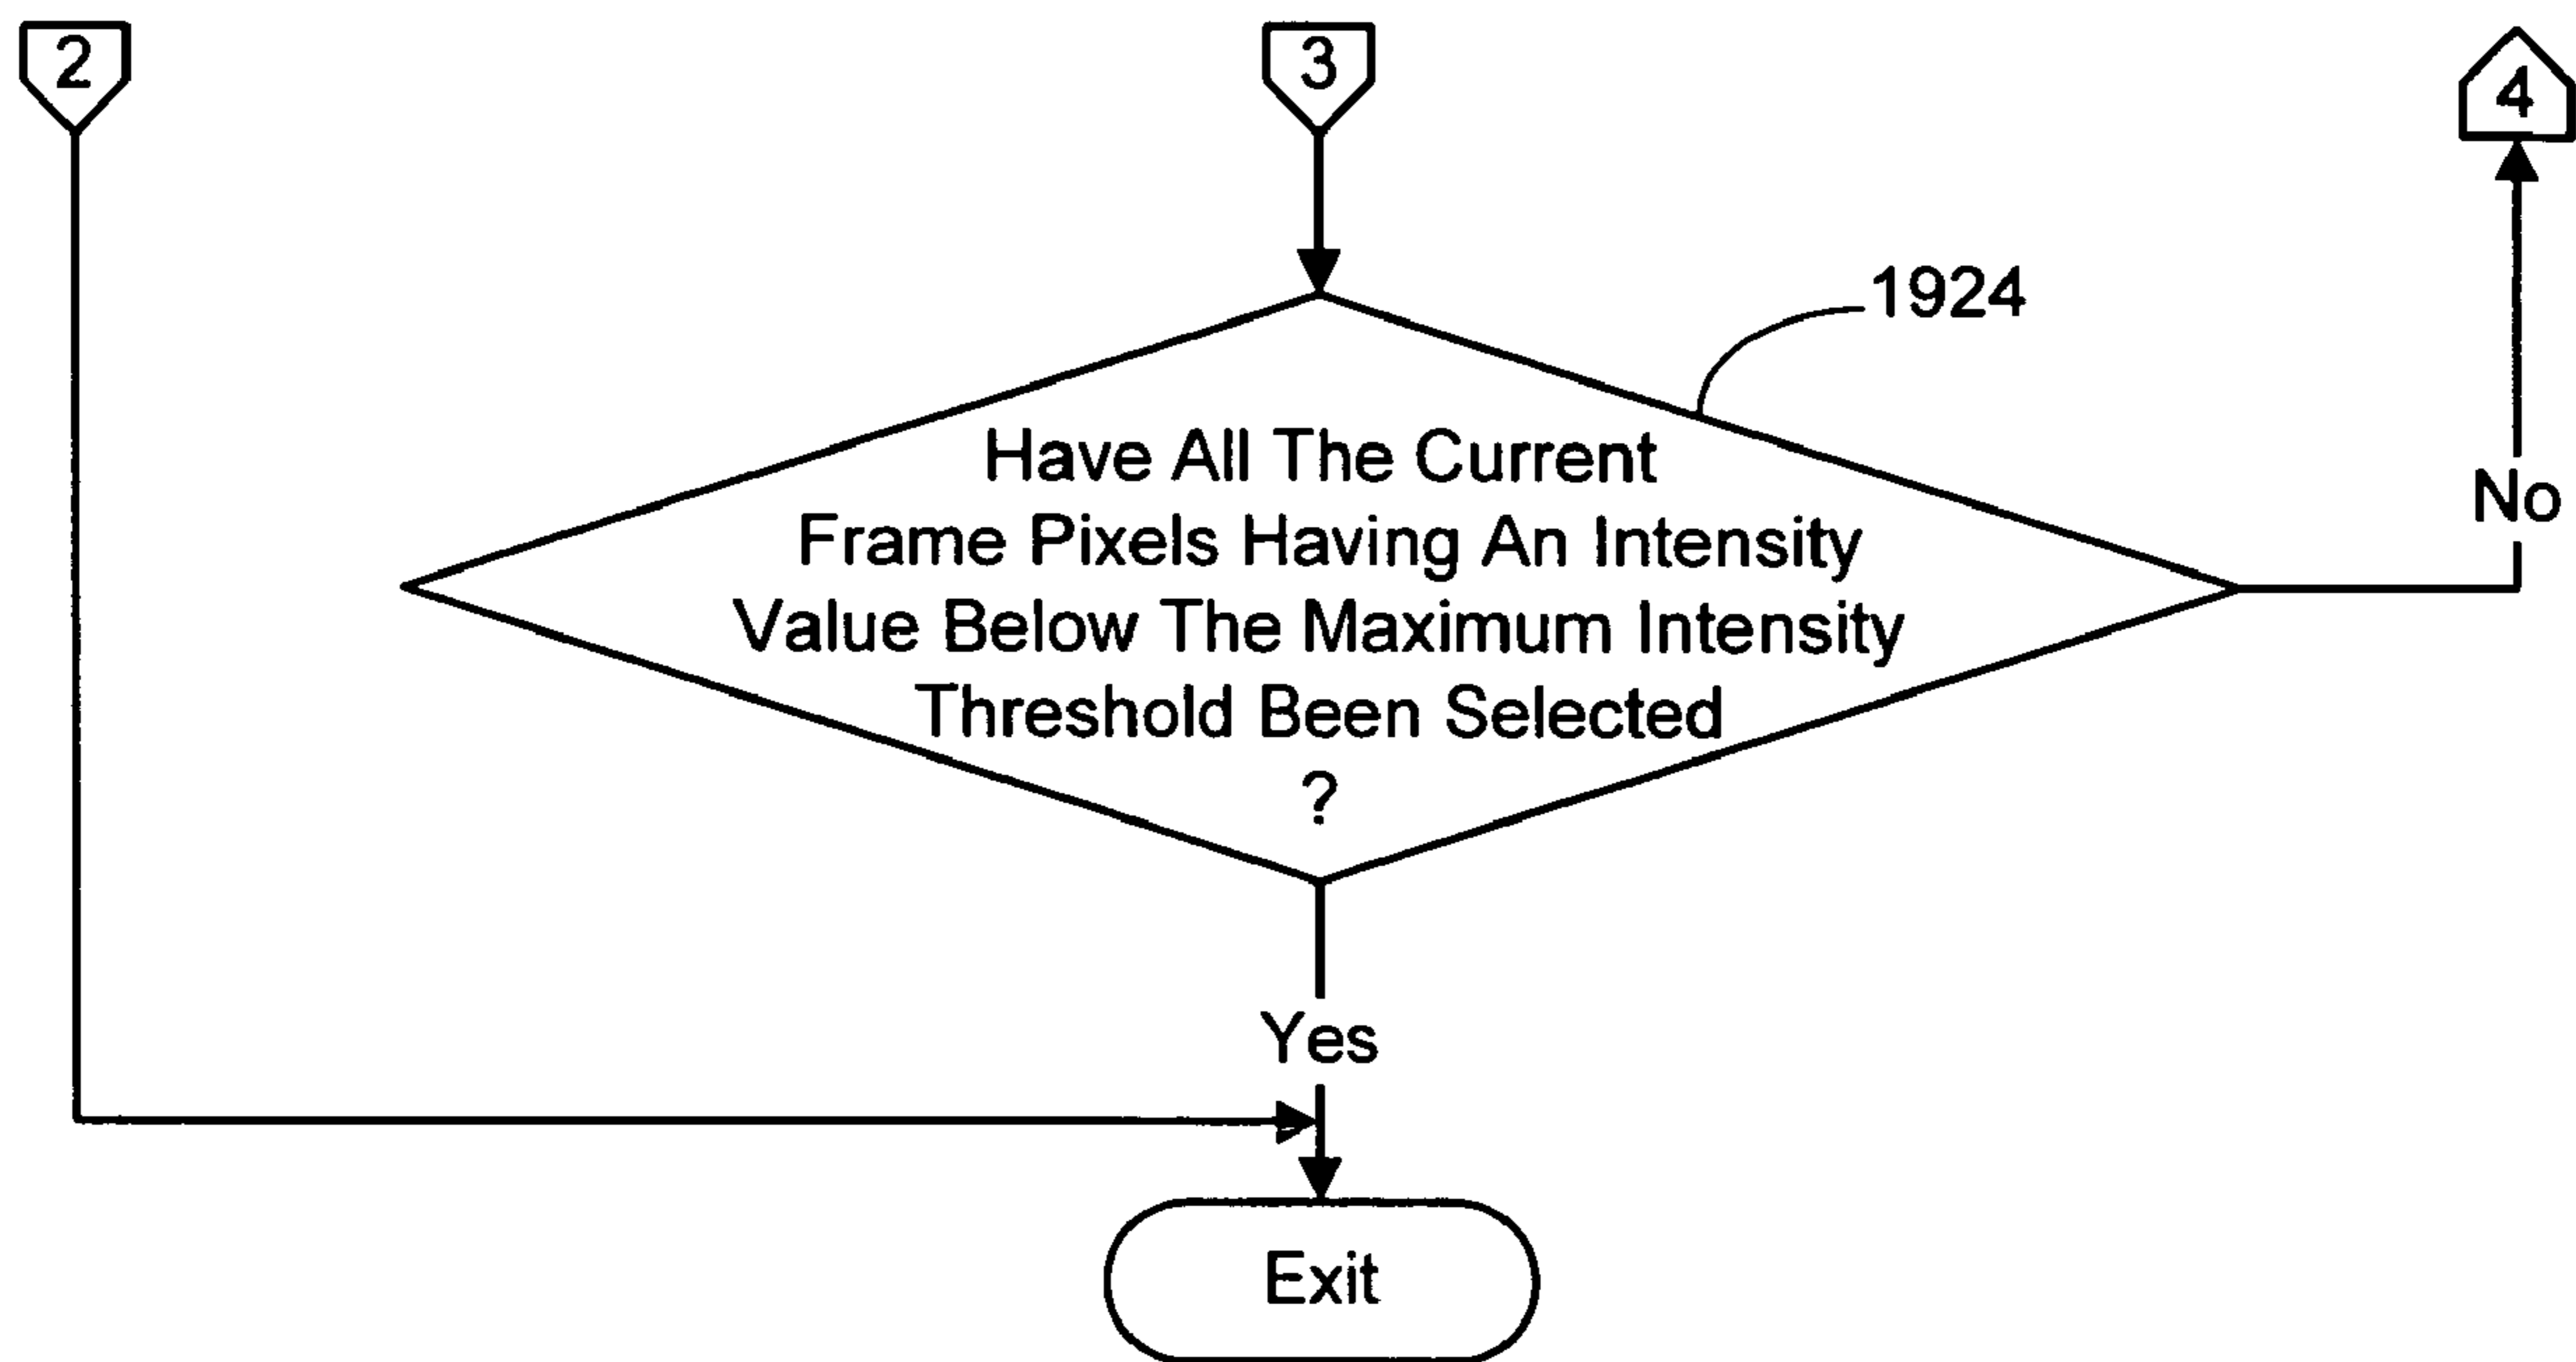 2
3
4
1924
Have All The Current
Frame Pixels Having An Intensity
Value Below The Maximum Intensity
Threshold Been Selected
?
No
Yes
Exit